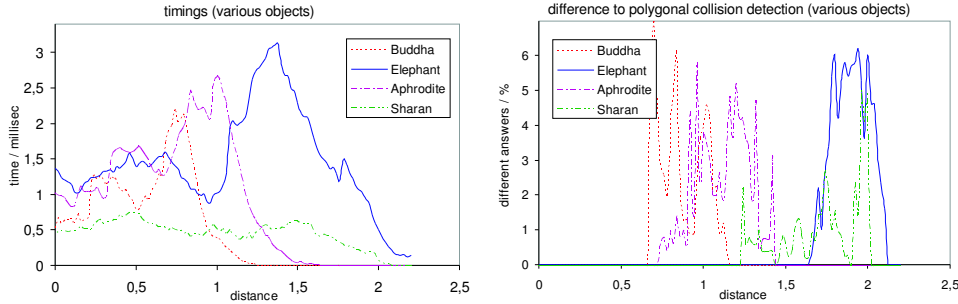 timings (various objects)
time / millisec
3
2,5
2
1,5
1
0,5
0
Buddha
Elephant
Aphrodite
Sharan
0
0,5
1
1,5
2
2,5
distance
difference to polygonal collision detection (various objects)
different answers / %
6
5
4
3
2
1
0
Buddha
Elephant
Aphrodite
Sharan
0
0,5
1
1,5
2
2,5
distance